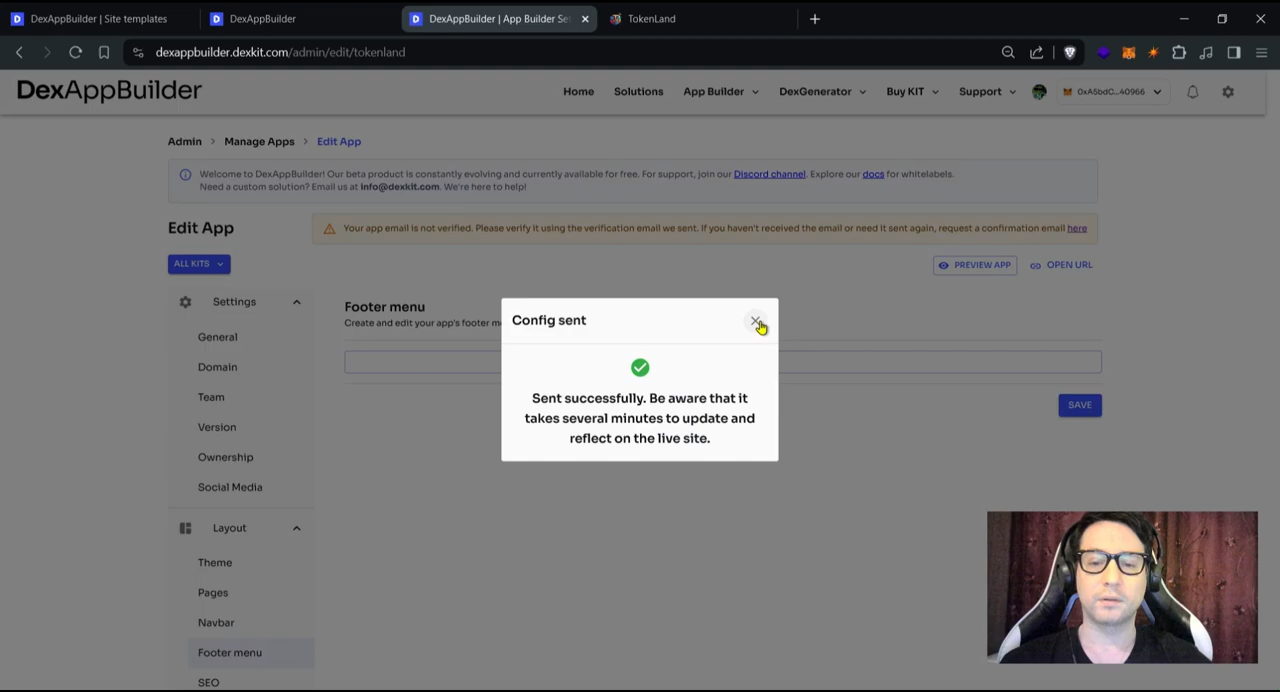 DexAppBuilder | Site templates
DexAppBuilder
DexAppBuilder | App Builder Se
TokenLand
dexappbuilder.dexkit.com/admin/edit/tokenland
DexAppBuilder
Home
Solutions
App Builder
DexGenerator
Buy KIT
Support
0xA5bdC...40966
Admin > Manage Apps > Edit App
Welcome to DexAppBuilder! Our beta product is constantly evolving and currently available for free. For support, join our Discord channel. Explore our docs for whitelabels.
Need a custom solution? Email us at info@dexkit.com. We're here to help!
Edit App
Your app email is not verified. Please verify it using the verification email we sent. If you haven't received the email or need it sent again, request a confirmation email here
ALL KITS
PREVIEW APP
OPEN URL
Settings
General
Domain
Team
Version
Ownership
Social Media
Layout
Theme
Pages
Navbar
Footer menu
SEO
Footer menu
Create and edit your app's footer m
SAVE
Config sent
Sent successfully. Be aware that it
takes several minutes to update and
reflect on the live site.